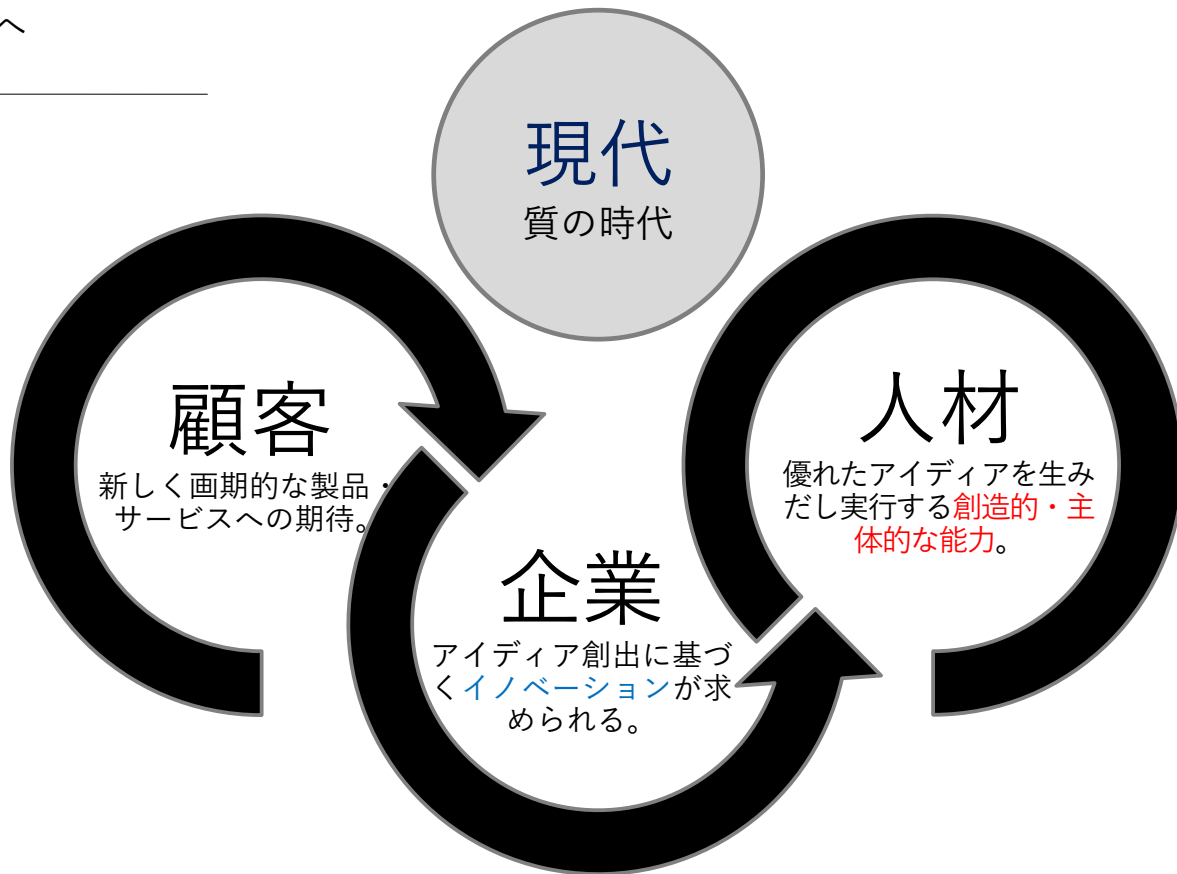 へ
現代
質の時代
顧客
新しく画期的な製品・
サービスへの期待。
企業
アイディア創出に基づ
くイノベーションが求
められる。
人材
優れたアイディアを生み
だし実行する創造的・主
体的な能力。